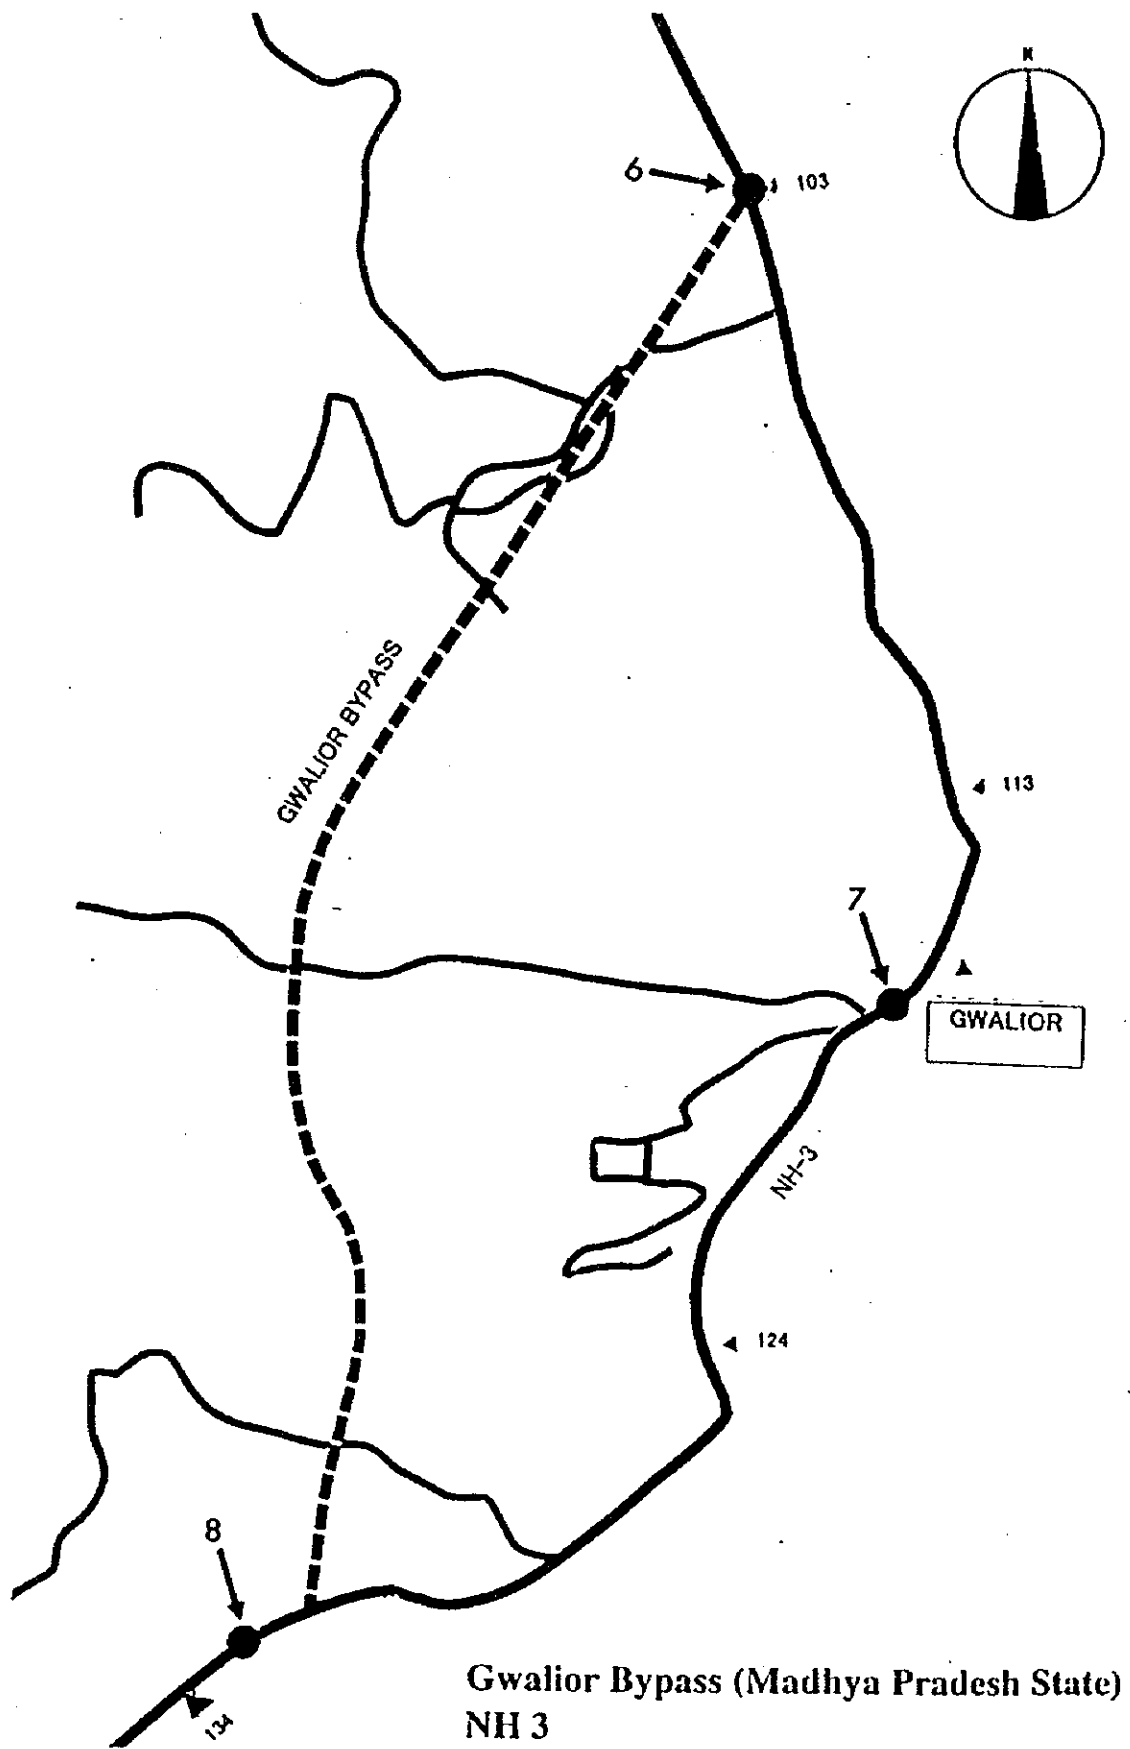 N
6
103
GWALIOR BYPASS
113
7
GWALIOR
NH-3
124
8
134
Gwalior Bypass (Madhya Pradesh State)
NH 3